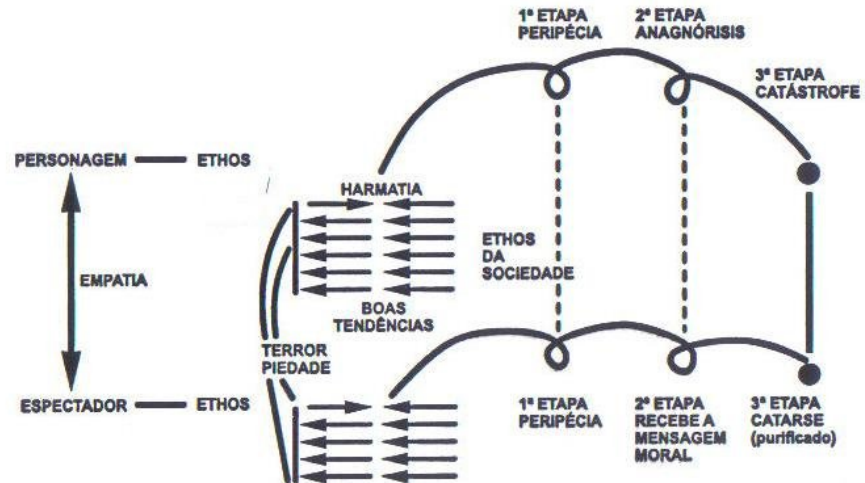 1ª ETAPA
PERIPÉCIA
2ª ETAPA
ANAGNÓRISIS
3ª ETAPA
CATÁSTROFE
PERSONAGEM
ETHOS
HARMATIA
ETHOS
DA
SOCIEDADE
EMPATIA
BOAS
TENDÊNCIAS
TERROR
PIEDADE
ESPECTADOR
ETHOS
1ª ETAPA
PERIPÉCIA
2ª ETAPA
RECEBE A
MENSAGEM
MORAL
3ª ETAPA
CATARSE
(purificado)